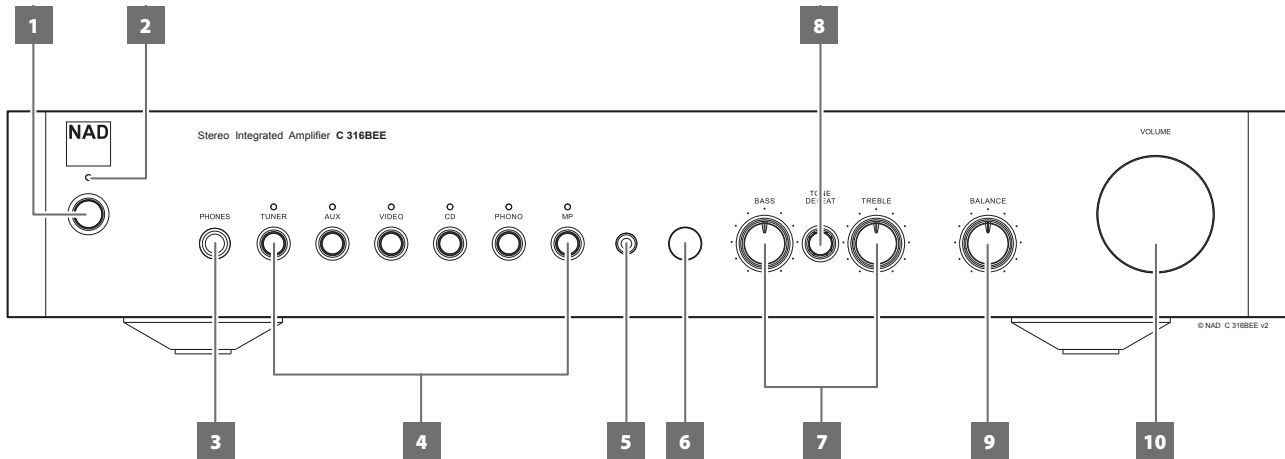 1 2 8
NAD
Stereo Integrated Amplifier C 316BEE
VOLUME
PHONES TUNER AUX VIDEO CD PHONO MP BASS TONE DEFEAT TREBLE BALANCE
© NAD C 316BEE v2
3 4 5 6 7 9 10